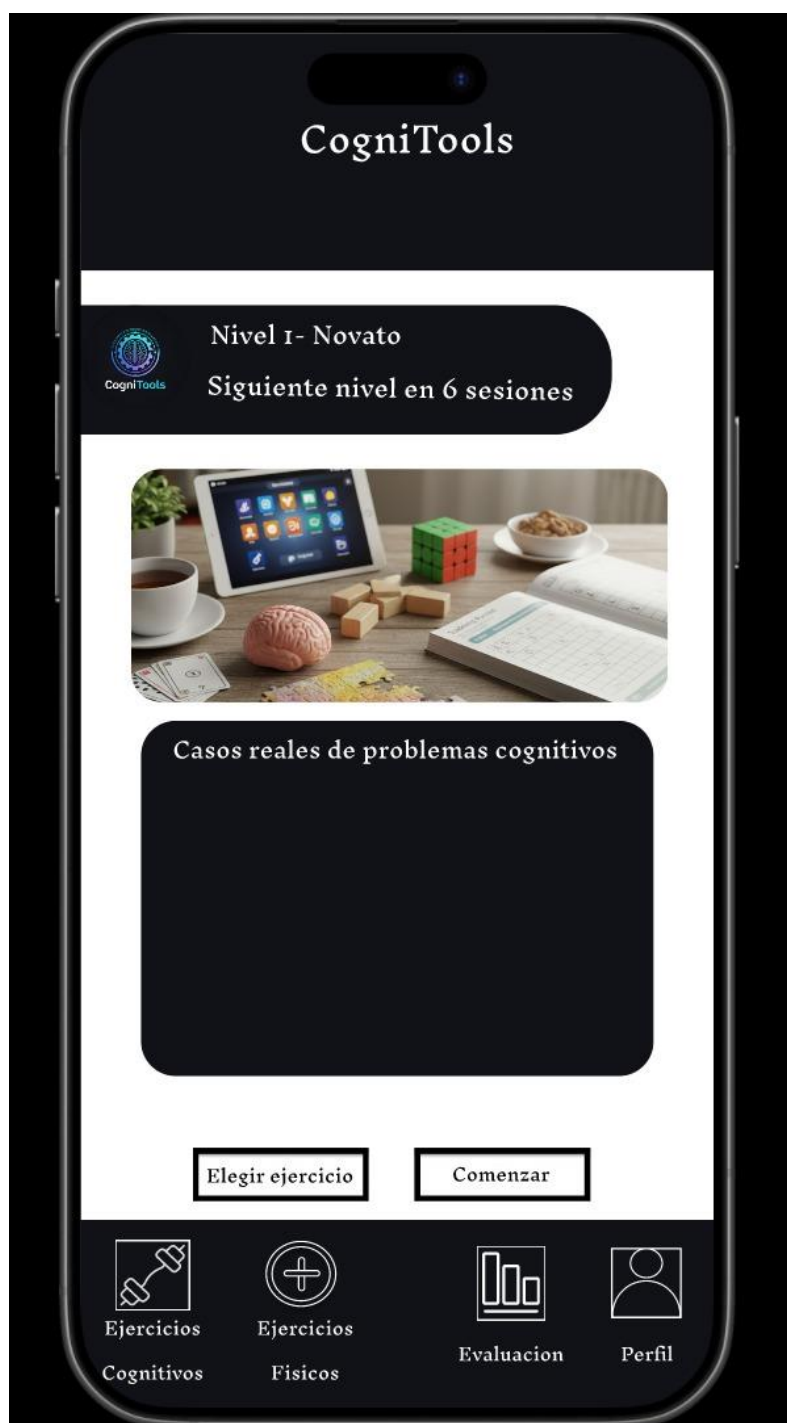 CogniTools
Nivel 1- Novato
CogniTools
Siguiente nivel en 6 sesiones
Casos reales de problemas cognitivos
Elegir ejercicio
Comenzar
Ejercicios
Cognitivos
Ejercicios
Fisicos
Evaluacion
Perfil